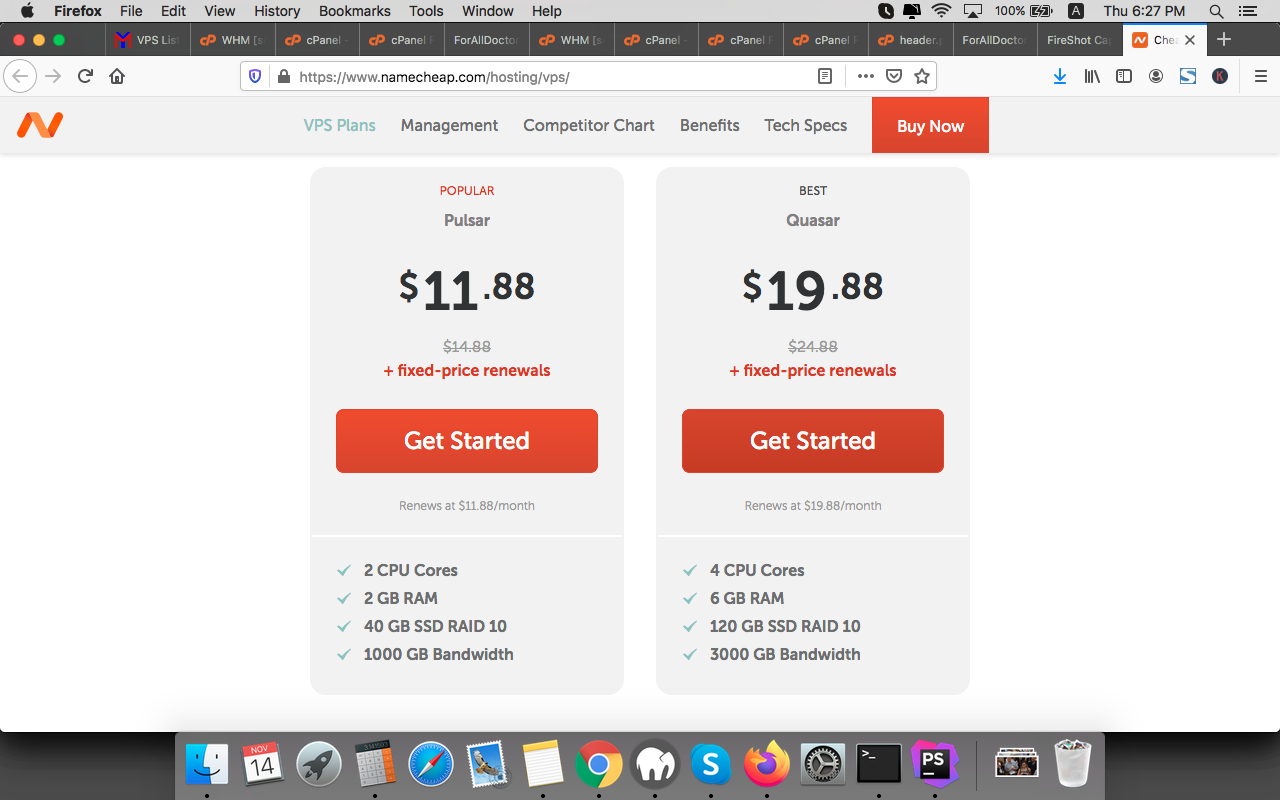 Firefox File Edit View History Bookmarks Tools Window Help 100% A Thu 6:27 PM
VPS List WHM [s cPanel - cPanel F ForAllDocto WHM [s cPanel - cPanel F cPanel F header.p ForAllDocto FireShot Cap Chea
https://www.namecheap.com/hosting/vps/ S K
VPS Plans Management Competitor Chart Benefits Tech Specs Buy Now
POPULAR
Pulsar
$11.88
$14.88
+ fixed-price renewals
Get Started
Renews at $11.88/month
2 CPU Cores
2 GB RAM
40 GB SSD RAID 10
1000 GB Bandwidth
BEST
Quasar
$19.88
$24.88
+ fixed-price renewals
Get Started
Renews at $19.88/month
4 CPU Cores
6 GB RAM
120 GB SSD RAID 10
3000 GB Bandwidth
NOV
14
S
>_
PS